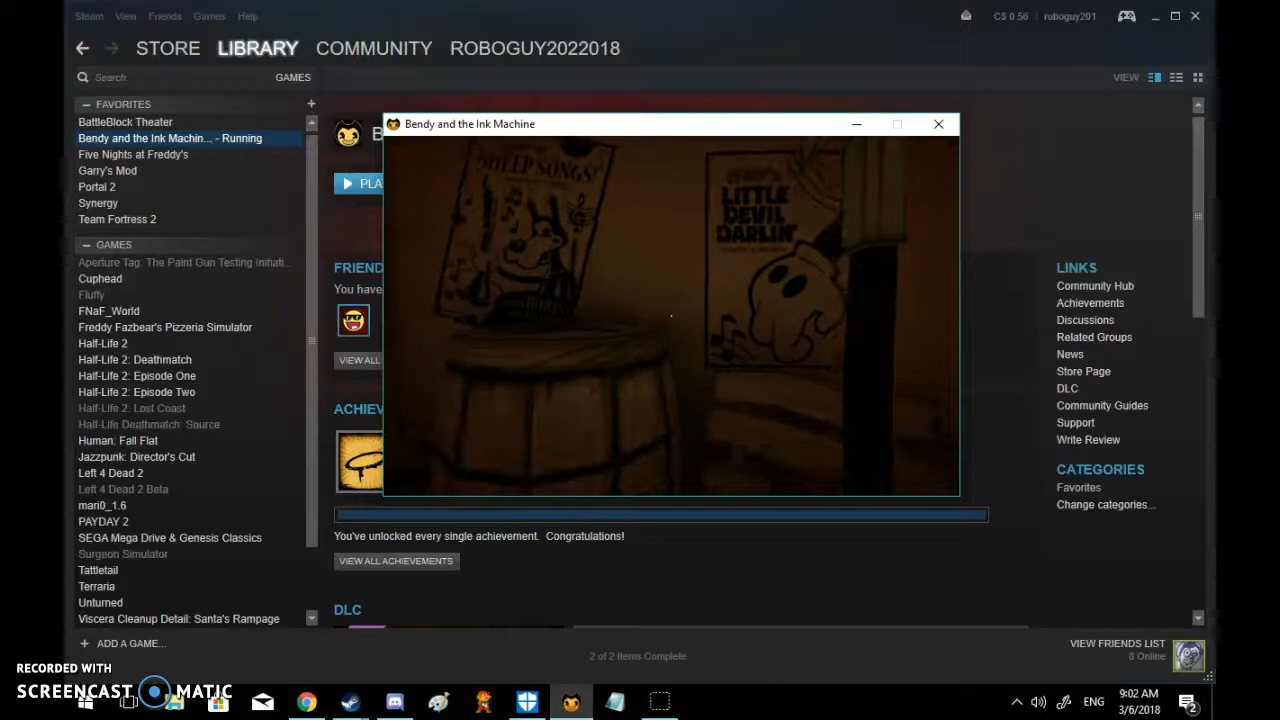 Steam View Friends Games Help
C$ 0.56 roboguy201
STORE LIBRARY COMMUNITY ROBOGUY2022018
Search GAMES VIEW
FAVORITES
BattleBlock Theater
Bendy and the Ink Machin... - Running
Five Nights at Freddy's
Garry's Mod
Portal 2
Synergy
Team Fortress 2
GAMES
Aperture Tag: The Paint Gun Testing Initiati...
Cuphead
Fluffy
FNaF_World
Freddy Fazbear's Pizzeria Simulator
Half-Life 2
Half-Life 2: Deathmatch
Half-Life 2: Episode One
Half-Life 2: Episode Two
Half-Life 2: Lost Coast
Half-Life Deathmatch: Source
Human: Fall Flat
Jazzpunk: Director's Cut
Left 4 Dead 2
Left 4 Dead 2 Beta
mari0_1.6
PAYDAY 2
SEGA Mega Drive & Genesis Classics
Surgeon Simulator
Tattletail
Terraria
Unturned
Viscera Cleanup Detail: Santa's Rampage
ADD A GAME...
B
PLA
FRIEND
You have
VIEW ALL
ACHIEV
Bendy and the Ink Machine
SONGS!
LITTLE
DEVIL
DARLIN'
You've unlocked every single achievement. Congratulations!
VIEW ALL ACHIEVEMENTS
DLC
2 of 2 Items Complete
LINKS
Community Hub
Achievements
Discussions
Related Groups
News
Store Page
DLC
Community Guides
Support
Write Review
CATEGORIES
Favorites
Change categories...
VIEW FRIENDS LIST
8 Online
RECORDED WITH
SCREENCAST MATIC
ENG
9:02 AM
3/6/2018
2